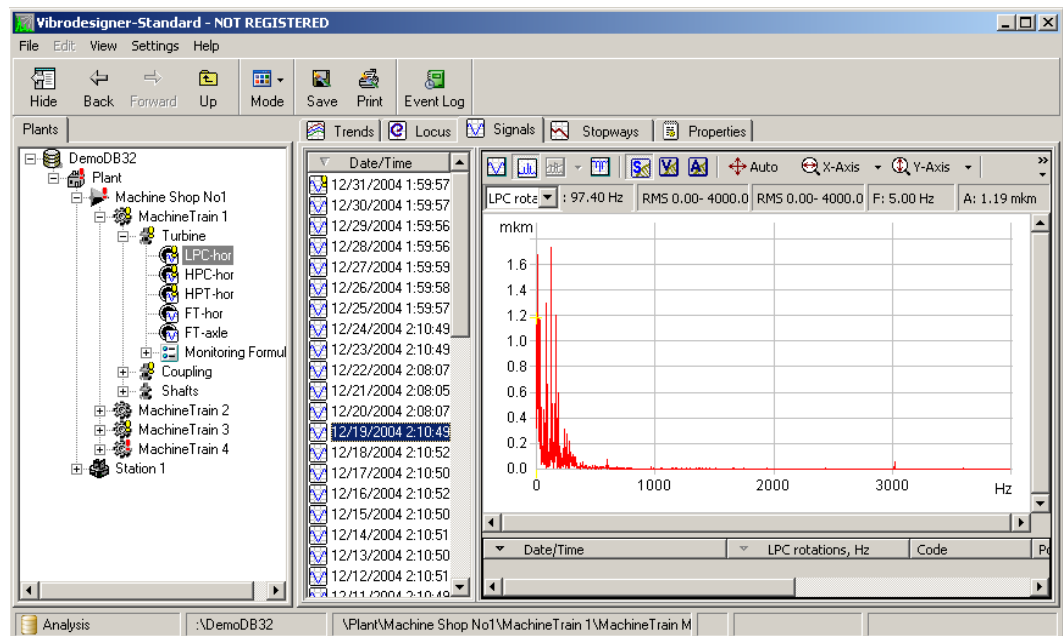 Vibrodesigner-Standard - NOT REGISTERED
File Edit View Settings Help
Hide Back Forward Up Mode Save Print Event Log
Plants
Trends Locus Signals Stopways Properties
DemoDB32
Plant
Machine Shop No1
MachineTrain 1
Turbine
LPC-hor
HPC-hor
HPT-hor
FT-hor
FT-axle
Monitoring Formul
Coupling
Shafts
MachineTrain 2
MachineTrain 3
MachineTrain 4
Station 1
Date/Time
12/31/2004 1:59:57
12/30/2004 1:59:57
12/29/2004 1:59:56
12/28/2004 1:59:56
12/27/2004 1:59:59
12/26/2004 1:59:58
12/25/2004 1:59:57
12/24/2004 2:10:49
12/23/2004 2:10:49
12/22/2004 2:08:07
12/21/2004 2:08:05
12/20/2004 2:08:07
12/19/2004 2:10:49
12/18/2004 2:10:52
12/17/2004 2:10:50
12/16/2004 2:10:52
12/15/2004 2:10:50
12/14/2004 2:10:51
12/13/2004 2:10:50
12/12/2004 2:10:51
12/11/2004 2:10:49
S V A Auto X-Axis Y-Axis »
LPC rota : 97.40 Hz RMS 0.00- 4000.0 RMS 0.00- 4000.0 F: 5.00 Hz A: 1.19 mkm
mkm
1.6
1.4
1.2
1.0
0.8
0.6
0.4
0.2
0.0
0 1000 2000 3000 Hz
Date/Time LPC rotations, Hz Code
Analysis :\DemoDB32 \Plant\Machine Shop No1\MachineTrain 1\MachineTrain M